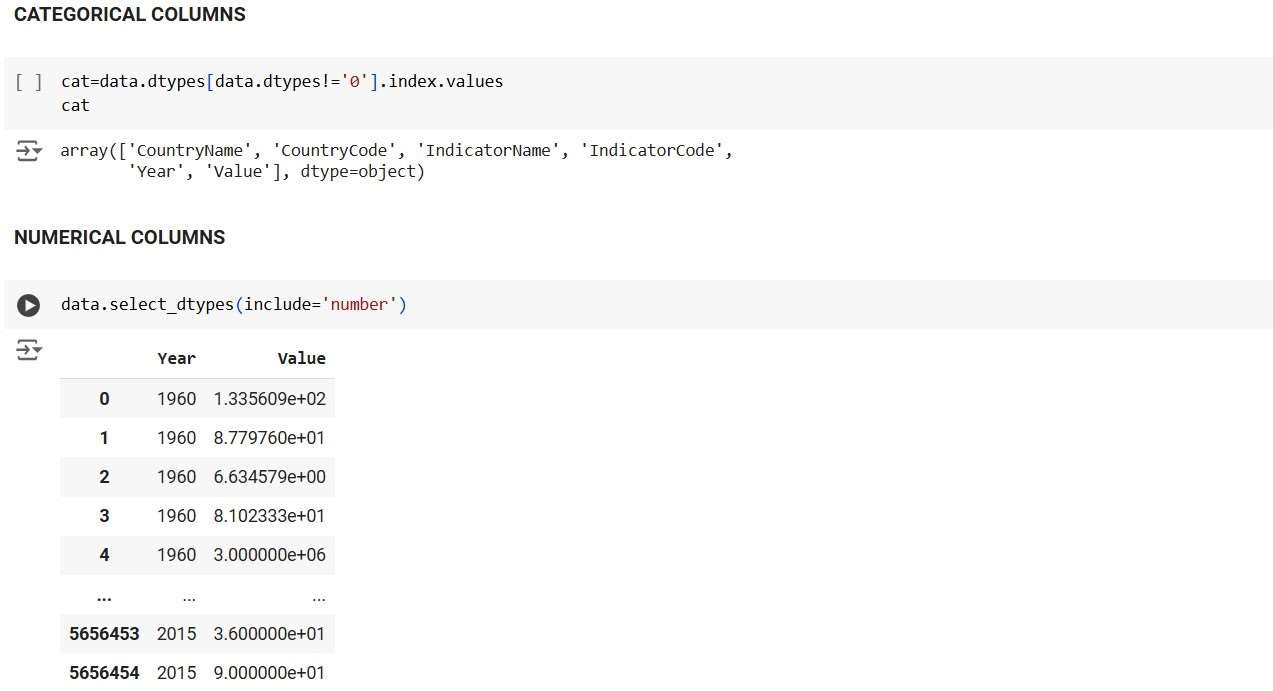 CATEGORICAL COLUMNS
[ ] cat=data.dtypes[data.dtypes!='0'].index.values
cat
array(['CountryName', 'CountryCode', 'IndicatorName', 'IndicatorCode',
'Year', 'Value'], dtype=object)
NUMERICAL COLUMNS
data.select_dtypes(include='number')
Year Value
0 1960 1.335609e+02
1 1960 8.779760e+01
2 1960 6.634579e+00
3 1960 8.102333e+01
4 1960 3.000000e+06
... ... ...
5656453 2015 3.600000e+01
5656454 2015 9.000000e+01